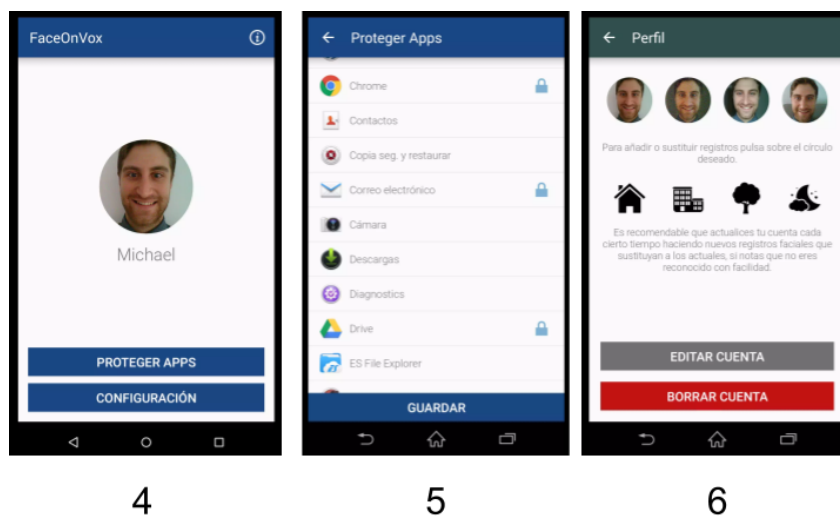 FaceOnVox
Michael
PROTEGER APPS
CONFIGURACIÓN
4
Proteger Apps
Chrome
Contactos
Copia seg. y restaurar
Correo electrónico
Cámara
Descargas
Diagnostics
Drive
ES File Explorer
GUARDAR
5
Perfil
Para añadir o sustituir registros pulsa sobre el círculo
deseado.
Es recomendable que actualices tu cuenta cada
cierto tiempo haciendo nuevos registros faciales que
sustituyan a los actuales, si notas que no eres
reconocido con facilidad.
EDITAR CUENTA
BORRAR CUENTA
6